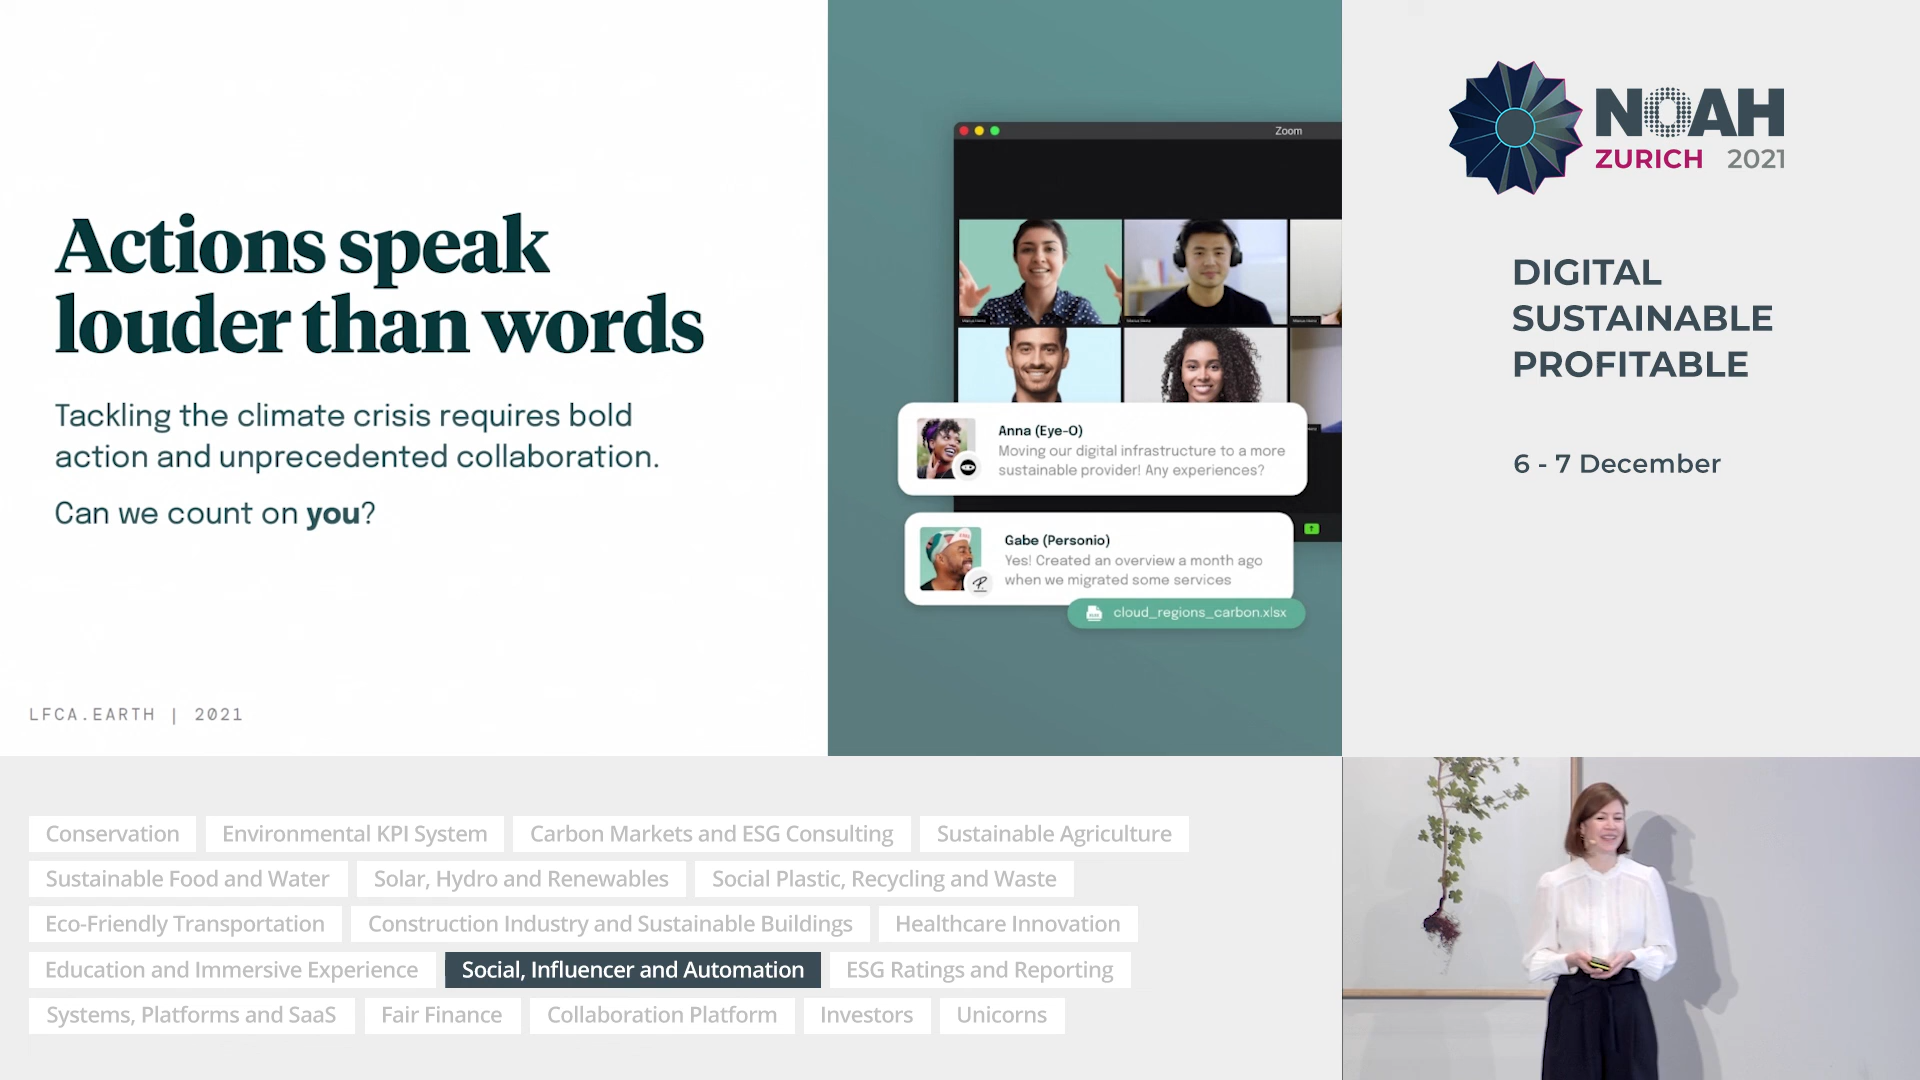 Actions speak
louder than words
Tackling the climate crisis requires bold
action and unprecedented collaboration.
Can we count on you?
LFCA.EARTH | 2021
Zoom
Anna (Eye-O)
Moving our digital infrastructure to a more
sustainable provider! Any experiences?
Gabe (Personio)
Yes! Created an overview a month ago
when we migrated some services
cloud_regions_carbon.xlsx
NOAH
ZURICH 2021
DIGITAL
SUSTAINABLE
PROFITABLE
6 - 7 December
Conservation
Environmental KPI System
Carbon Markets and ESG Consulting
Sustainable Agriculture
Sustainable Food and Water
Solar, Hydro and Renewables
Social Plastic, Recycling and Waste
Eco-Friendly Transportation
Construction Industry and Sustainable Buildings
Healthcare Innovation
Education and Immersive Experience
Social, Influencer and Automation
ESG Ratings and Reporting
Systems, Platforms and SaaS
Fair Finance
Collaboration Platform
Investors
Unicorns